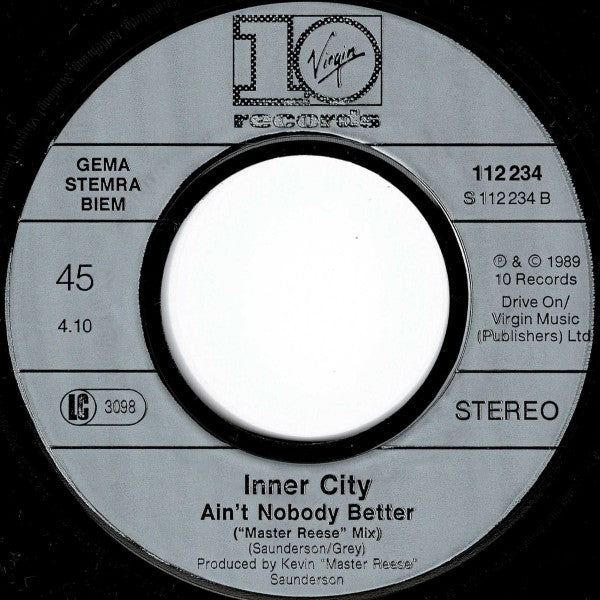 10
Virgin
records
GEMA
STEMRA
BIEM
112 234
S 112 234 B
45
4.10
℗ & © 1989
10 Records
Drive On/
Virgin Music
(Publishers) Ltd
LC 3098
STEREO
Inner City
Ain't Nobody Better
("Master Reese" Mix)
(Saunderson/Grey)
Produced by Kevin "Master Reese"
Saunderson